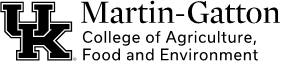 UK
Martin-Gatton
College of Agriculture,
Food and Environment